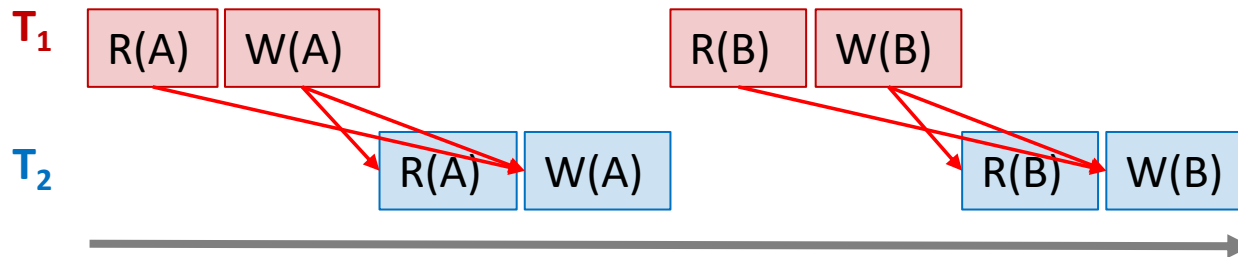 T₁ R(A) W(A) R(B) W(B)
T₂ R(A) W(A) R(B) W(B)